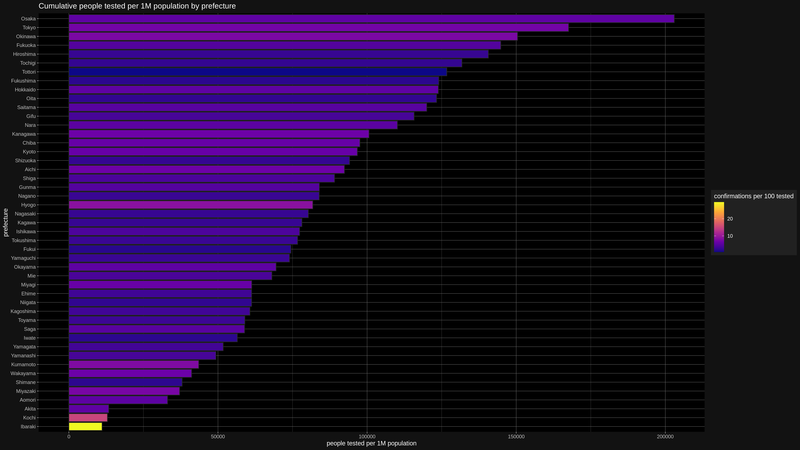 Cumulative people tested per 1M population by prefecture
Osaka
Tokyo
Okinawa
Fukuoka
Hiroshima
Tochigi
Tottori
Fukushima
Hokkaido
Oita
Saitama
Gifu
Nara
Kanagawa
Chiba
Kyoto
Shizuoka
Aichi
Shiga
Gunma
Nagano
Hyogo
Nagasaki
Kagawa
Ishikawa
Tokushima
Fukui
Yamaguchi
Okayama
Mie
Miyagi
Ehime
Niigata
Kagoshima
Toyama
Saga
Iwate
Yamagata
Yamanashi
Kumamoto
Wakayama
Shimane
Miyazaki
Aomori
Akita
Kochi
Ibaraki
prefecture
0 50000 100000 150000 200000
people tested per 1M population
confirmations per 100 tested
20
10